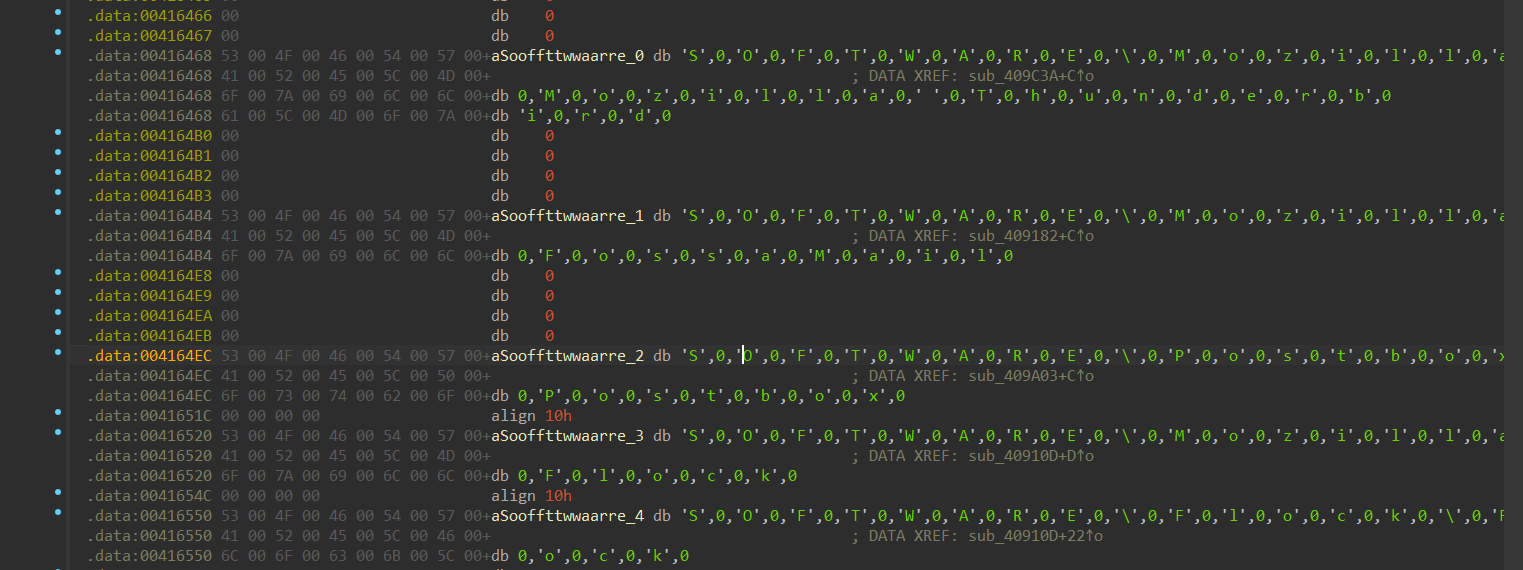 .data:00416466 00 db 0
.data:00416467 00 db 0
.data:00416468 53 00 4F 00 46 00 54 00 57 00+aSooffttwwaarre_0 db 'S',0,'O',0,'F',0,'T',0,'W',0,'A',0,'R',0,'E',0,'\',0,'M',0,'o',0,'z',0,'i',0,'l',0,'l',0,'a
.data:00416468 41 00 52 00 45 00 5C 00 4D 00+ ; DATA XREF: sub_409C3A+C↑o
.data:00416468 6F 00 7A 00 69 00 6C 00 6C 00+db 0,'M',0,'o',0,'z',0,'i',0,'l',0,'l',0,'a',0,' ',0,'T',0,'h',0,'u',0,'n',0,'d',0,'e',0,'r',0,'b',0
.data:00416468 61 00 5C 00 4D 00 6F 00 7A 00+db 'i',0,'r',0,'d',0
.data:004164B0 00 db 0
.data:004164B1 00 db 0
.data:004164B2 00 db 0
.data:004164B3 00 db 0
.data:004164B4 53 00 4F 00 46 00 54 00 57 00+aSooffttwwaarre_1 db 'S',0,'O',0,'F',0,'T',0,'W',0,'A',0,'R',0,'E',0,'\',0,'M',0,'o',0,'z',0,'i',0,'l',0,'l',0,'a
.data:004164B4 41 00 52 00 45 00 5C 00 4D 00+ ; DATA XREF: sub_409182+C↑o
.data:004164B4 6F 00 7A 00 69 00 6C 00 6C 00+db 0,'F',0,'o',0,'s',0,'s',0,'a',0,'M',0,'a',0,'i',0,'l',0
.data:004164E8 00 db 0
.data:004164E9 00 db 0
.data:004164EA 00 db 0
.data:004164EB 00 db 0
.data:004164EC 53 00 4F 00 46 00 54 00 57 00+aSooffttwwaarre_2 db 'S',0,'O',0,'F',0,'T',0,'W',0,'A',0,'R',0,'E',0,'\',0,'P',0,'o',0,'s',0,'t',0,'b',0,'o',0,'x
.data:004164EC 41 00 52 00 45 00 5C 00 50 00+ ; DATA XREF: sub_409A03+C↑o
.data:004164EC 6F 00 73 00 74 00 62 00 6F 00+db 0,'P',0,'o',0,'s',0,'t',0,'b',0,'o',0,'x',0
.data:0041651C 00 00 00 00 align 10h
.data:00416520 53 00 4F 00 46 00 54 00 57 00+aSooffttwwaarre_3 db 'S',0,'O',0,'F',0,'T',0,'W',0,'A',0,'R',0,'E',0,'\',0,'M',0,'o',0,'z',0,'i',0,'l',0,'l',0,'a
.data:00416520 41 00 52 00 45 00 5C 00 4D 00+ ; DATA XREF: sub_40910D+D↑o
.data:00416520 6F 00 7A 00 69 00 6C 00 6C 00+db 0,'F',0,'l',0,'o',0,'c',0,'k',0
.data:0041654C 00 00 00 00 align 10h
.data:00416550 53 00 4F 00 46 00 54 00 57 00+aSooffttwwaarre_4 db 'S',0,'O',0,'F',0,'T',0,'W',0,'A',0,'R',0,'E',0,'\',0,'F',0,'l',0,'o',0,'c',0,'k',0,'\',0,'F
.data:00416550 41 00 52 00 45 00 5C 00 46 00+ ; DATA XREF: sub_40910D+22↑o
.data:00416550 6C 00 6F 00 63 00 6B 00 5C 00+db 0,'o',0,'c',0,'k',0